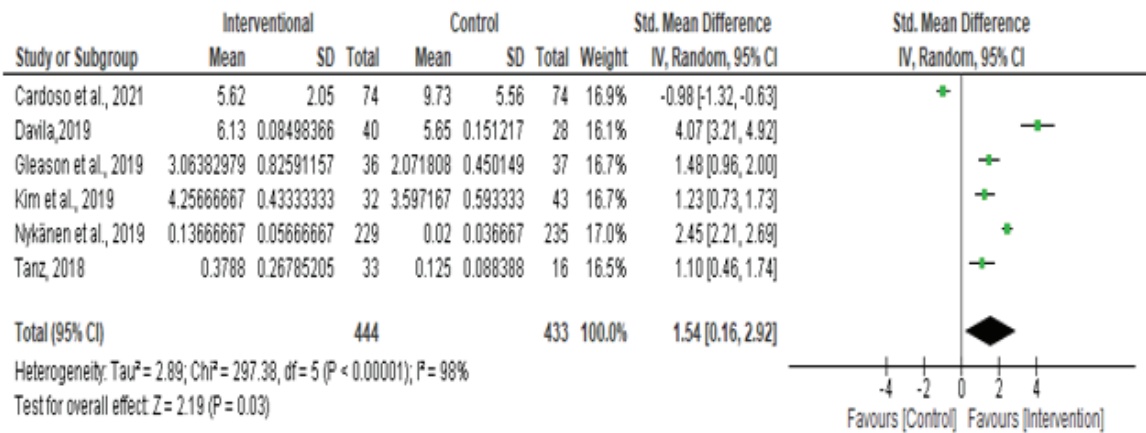 Interventional Control Std. Mean Difference Std. Mean Difference
Study or Subgroup Mean SD Total Mean SD Total Weight IV, Random, 95% CI IV, Random, 95% CI
Cardoso et al., 2021 5.62 2.05 74 9.73 5.56 74 16.9% -0.98 [-1.32, -0.63]
Davila,2019 6.13 0.08498366 40 5.65 0.151217 28 16.1% 4.07 [3.21, 4.92]
Gleason et al., 2019 3.06382979 0.82591157 36 2.071808 0.450149 37 16.7% 1.48 [0.96, 2.00]
Kim et al., 2019 4.25666667 0.43333333 32 3.597167 0.593333 43 16.7% 1.23 [0.73, 1.73]
Nykänen et al., 2019 0.13666667 0.05666667 229 0.02 0.036667 235 17.0% 2.45 [2.21, 2.69]
Tanz, 2018 0.3788 0.26785205 33 0.125 0.088388 16 16.5% 1.10 [0.46, 1.74]
Total (95% CI) 444 433 100.0% 1.54 [0.16, 2.92]
Heterogeneity: Tau² = 2.89; Chi² = 297.38, df = 5 (P < 0.00001); I² = 98%
Test for overall effect: Z = 2.19 (P = 0.03)
-4 -2 0 2 4
Favours [Control] Favours [Intervention]